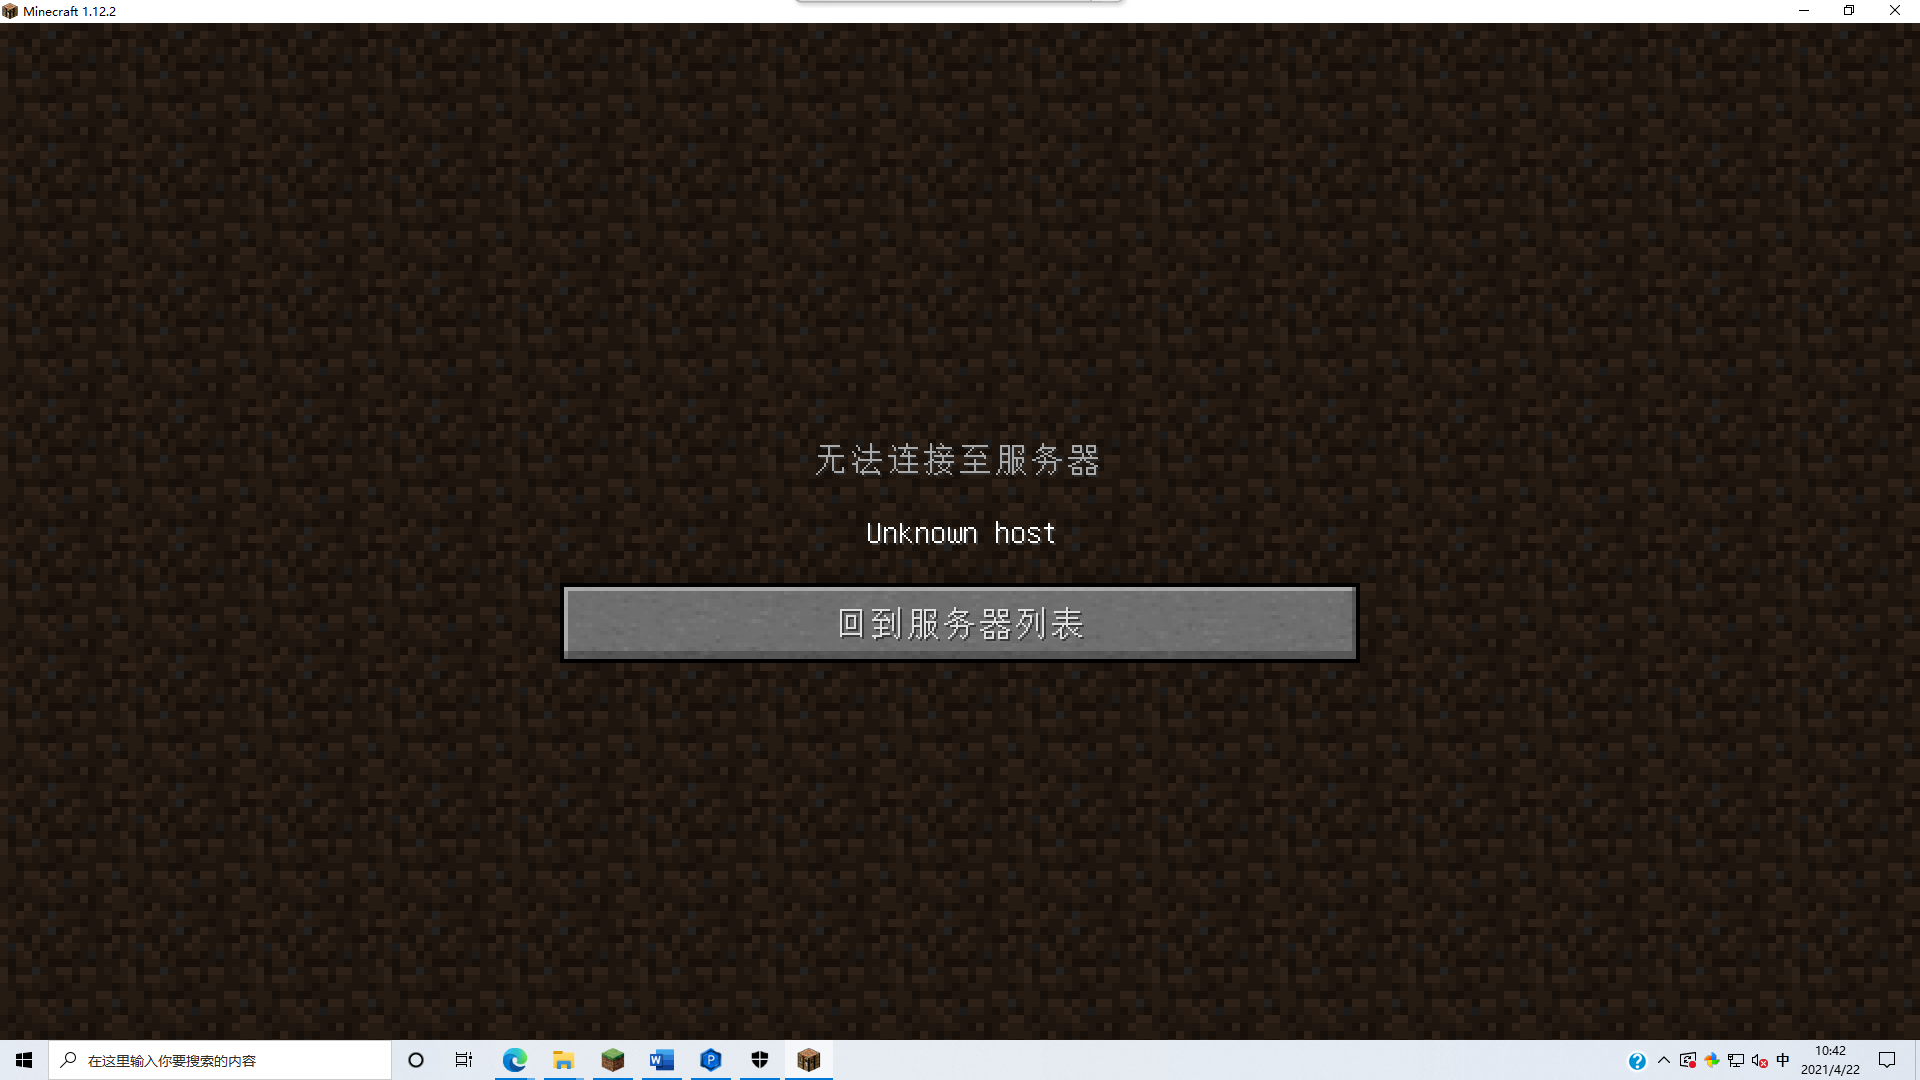 Minecraft 1.12.2
无法连接至服务器
Unknown host
回到服务器列表
在这里输入你要搜索的内容
中
10:42
2021/4/22